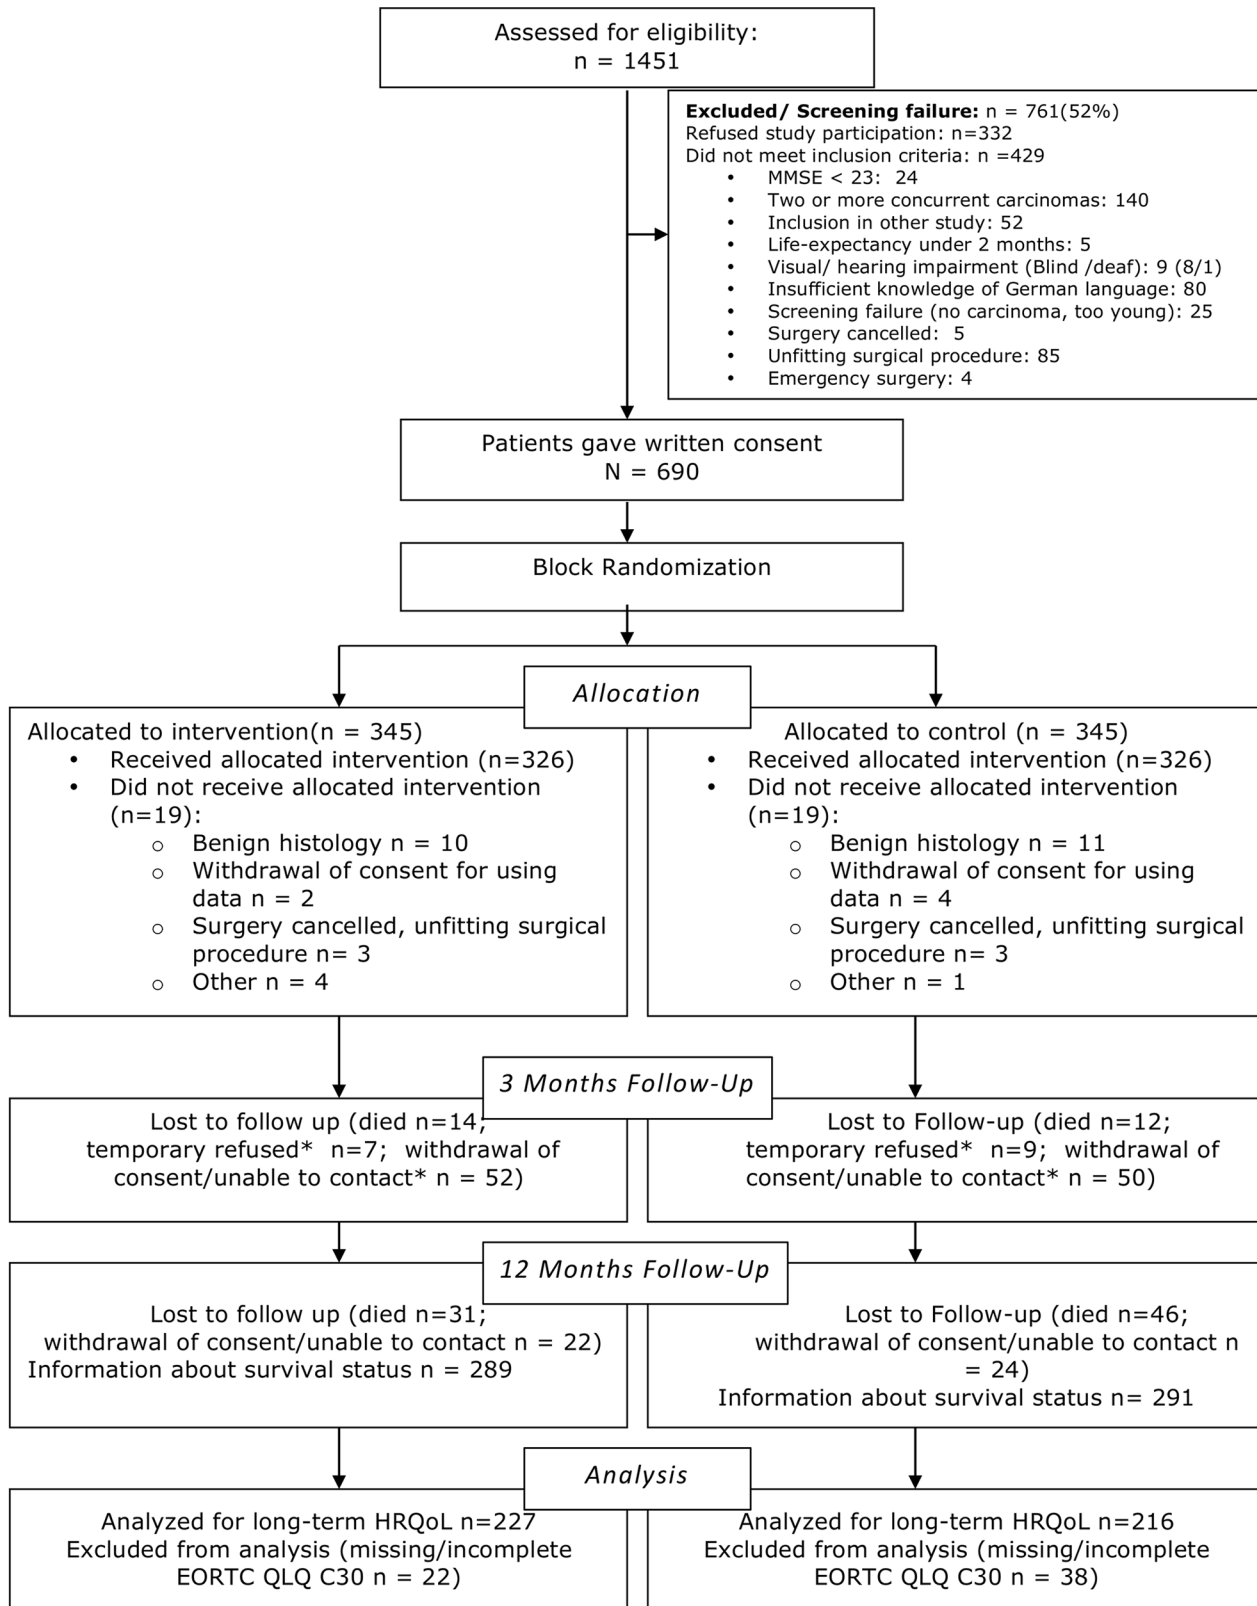 Assessed for eligibility:
n = 1451
Excluded/ Screening failure: n = 761(52%)
Refused study participation: n=332
Did not meet inclusion criteria: n =429
• MMSE < 23: 24
• Two or more concurrent carcinomas: 140
• Inclusion in other study: 52
• Life-expectancy under 2 months: 5
• Visual/ hearing impairment (Blind /deaf): 9 (8/1)
• Insufficient knowledge of German language: 80
• Screening failure (no carcinoma, too young): 25
• Surgery cancelled: 5
• Unfitting surgical procedure: 85
• Emergency surgery: 4
Patients gave written consent
N = 690
Block Randomization
Allocation
Allocated to intervention(n = 345)
• Received allocated intervention (n=326)
• Did not receive allocated intervention
(n=19):
o Benign histology n = 10
o Withdrawal of consent for using
data n = 2
o Surgery cancelled, unfitting surgical
procedure n= 3
o Other n = 4
Allocated to control (n = 345)
• Received allocated intervention (n=326)
• Did not receive allocated intervention
(n=19):
o Benign histology n = 11
o Withdrawal of consent for using
data n = 4
o Surgery cancelled, unfitting surgical
procedure n= 3
o Other n = 1
3 Months Follow-Up
Lost to follow up (died n=14;
temporary refused* n=7; withdrawal of
consent/unable to contact* n = 52)
Lost to Follow-up (died n=12;
temporary refused* n=9; withdrawal of
consent/unable to contact* n = 50)
12 Months Follow-Up
Lost to follow up (died n=31;
withdrawal of consent/unable to contact n = 22)
Information about survival status n = 289
Lost to Follow-up (died n=46;
withdrawal of consent/unable to contact n
= 24)
Information about survival status n= 291
Analysis
Analyzed for long-term HRQoL n=227
Excluded from analysis (missing/incomplete
EORTC QLQ C30 n = 22)
Analyzed for long-term HRQoL n=216
Excluded from analysis (missing/incomplete
EORTC QLQ C30 n = 38)